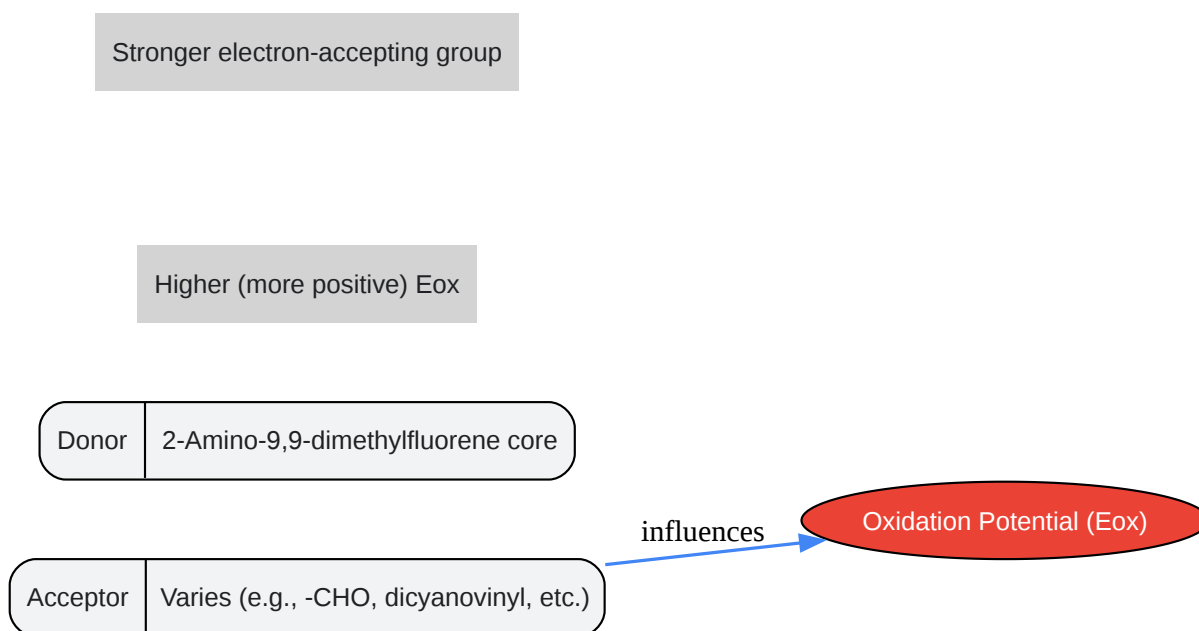 Stronger electron-accepting group
Higher (more positive) Eox
Donor 2-Amino-9,9-dimethylfluorene core
influences
Oxidation Potential (Eox)
Acceptor Varies (e.g., -CHO, dicyanovinyl, etc.)